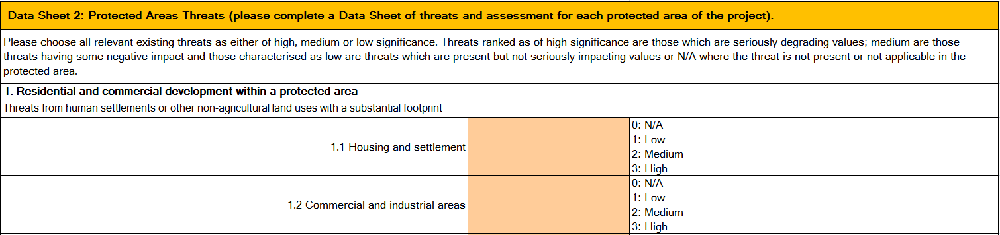 Data Sheet 2: Protected Areas Threats (please complete a Data Sheet of threats and assessment for each protected area of the project).
Please choose all relevant existing threats as either of high, medium or low significance. Threats ranked as of high significance are those which are seriously degrading values; medium are those
threats having some negative impact and those characterised as low are threats which are present but not seriously impacting values or N/A where the threat is not present or not applicable in the
protected area.
1. Residential and commercial development within a protected area
Threats from human settlements or other non-agricultural land uses with a substantial footprint
1.1 Housing and settlement
0: N/A
1: Low
2: Medium
3: High
1.2 Commercial and industrial areas
0: N/A
1: Low
2: Medium
3: High